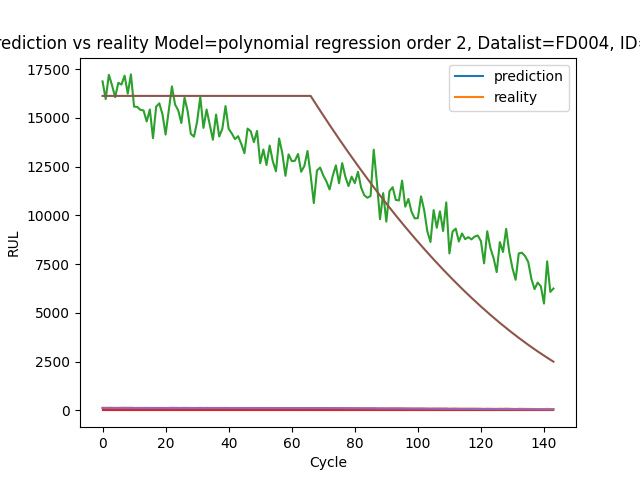 rediction vs reality Model=polynomial regression order 2, Datalist=FD004, ID=
prediction
reality
17500
15000
12500
10000
7500
5000
2500
0
RUL
0 20 40 60 80 100 120 140
Cycle